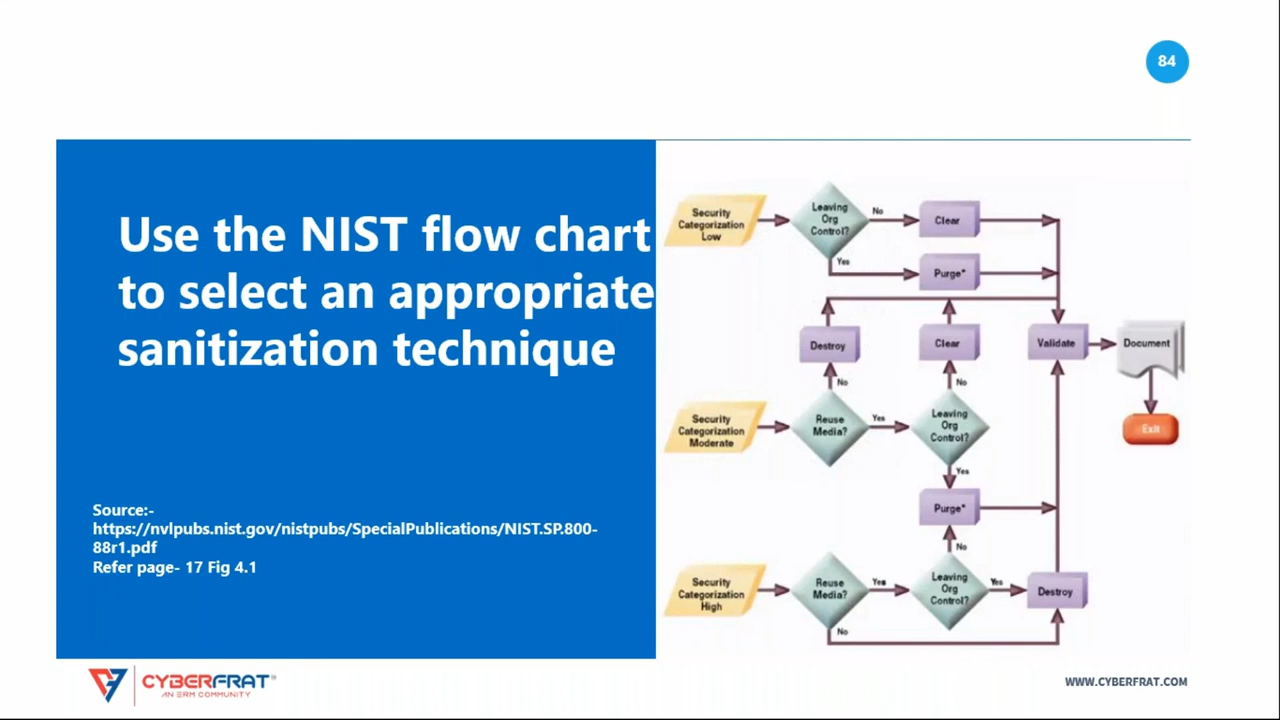 84
Use the NIST flow chart
to select an appropriate
sanitization technique
Source:-
https://nvlpubs.nist.gov/nistpubs/SpecialPublications/NIST.SP.800-
88r1.pdf
Refer page- 17 Fig 4.1
Security
Categorization
Low
Leaving
Org
Control?
No
Clear
Yes
Purge*
Destroy
Clear
Validate
Document
No
No
Security
Categorization
Moderate
Reuse
Media?
Yes
Leaving
Org
Control?
Exit
Yes
Purge*
No
Security
Categorization
High
Reuse
Media?
Yes
Leaving
Org
Control?
Yes
Destroy
No
CYBERFRAT®
AN ERM COMMUNITY
WWW.CYBERFRAT.COM